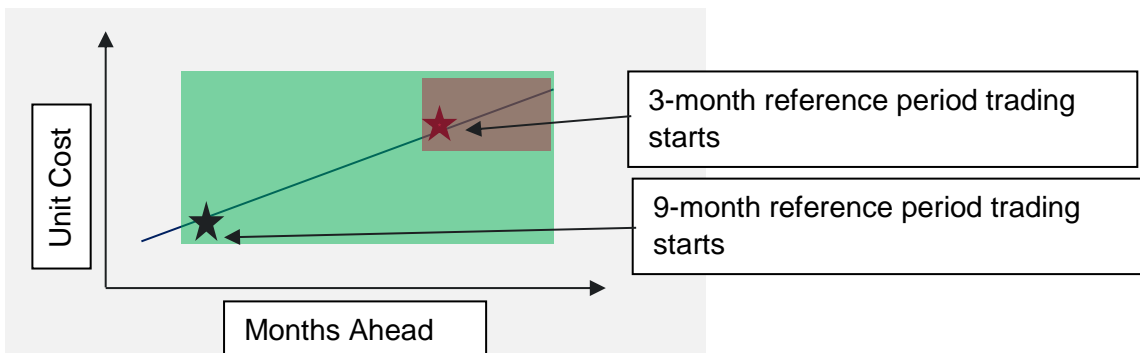 3-month reference period trading
starts
Unit Cost
9-month reference period trading
starts
Months Ahead